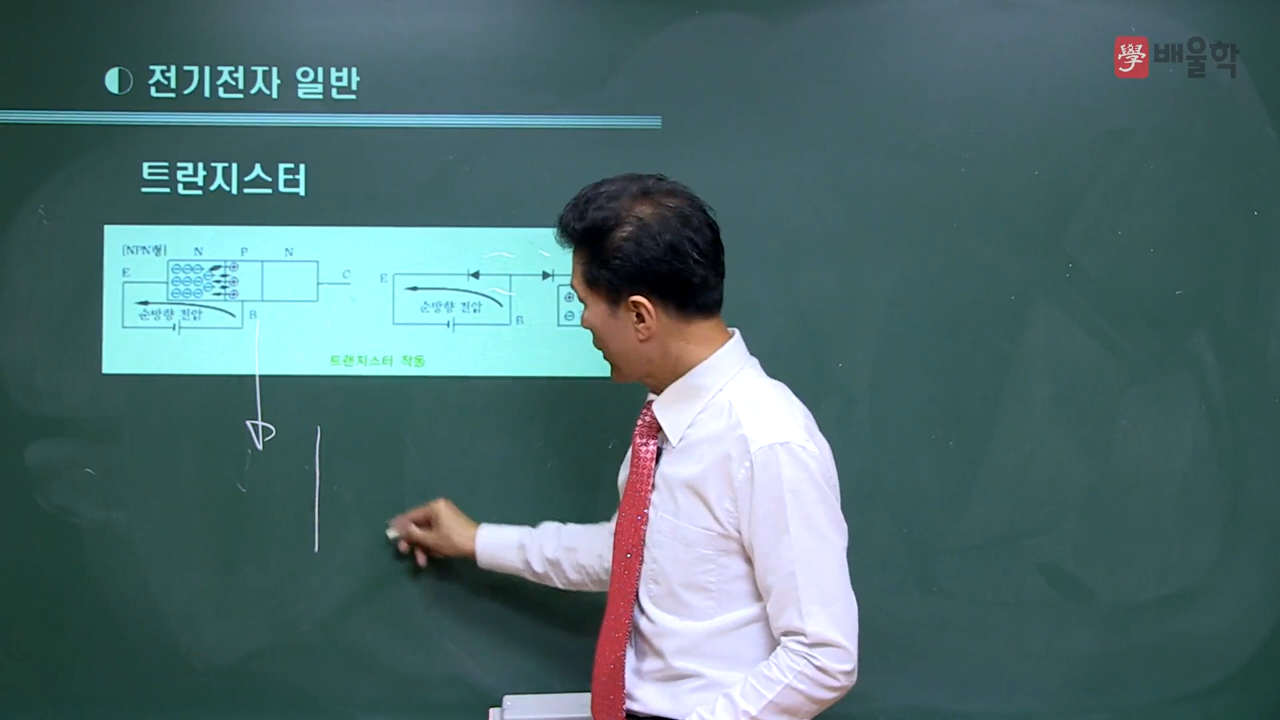 전기전자 일반
學 배울학
트란지스터
[NPN형] N P N
E C
순방향 전압
B
E
순방향 전압
B
트랜지스터 작동